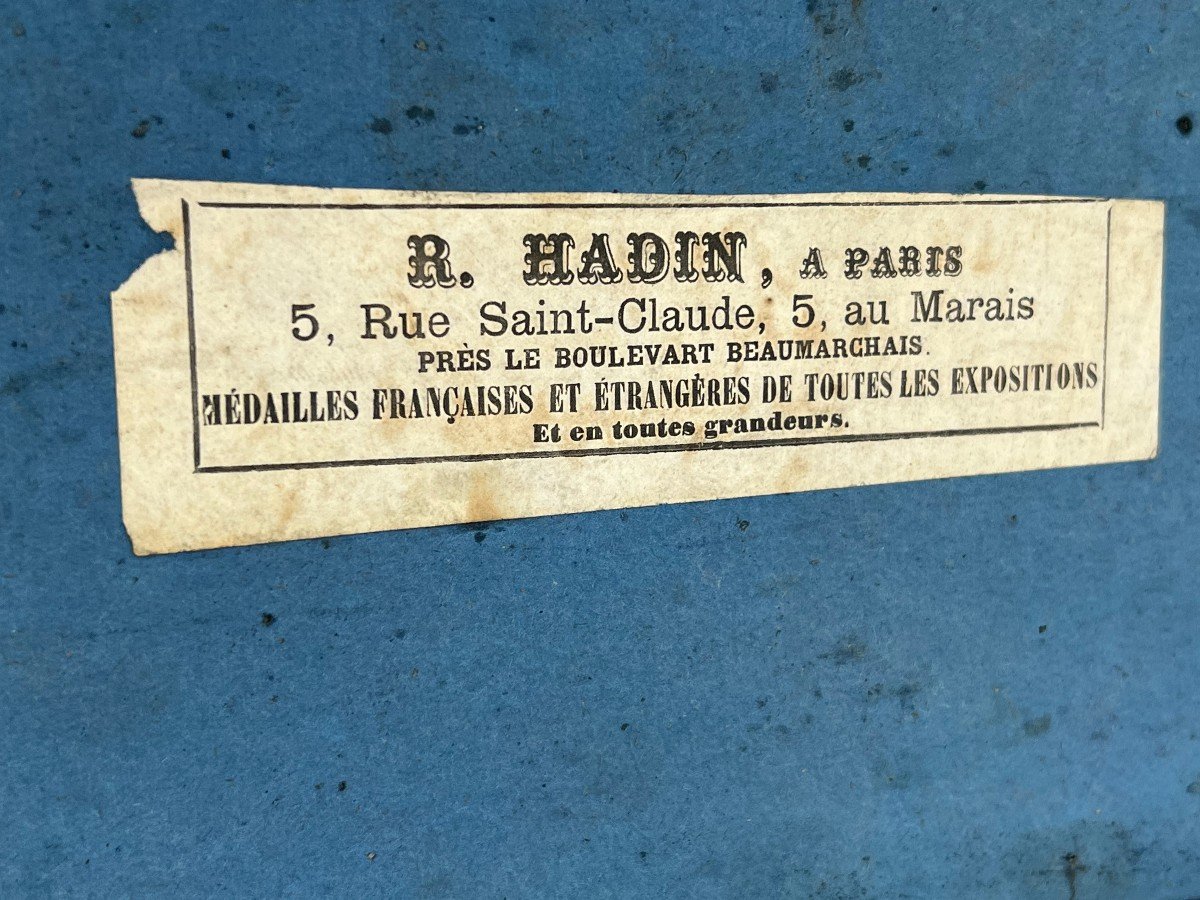 R. HADIN, A PARIS
5, Rue Saint-Claude, 5, au Marais
PRÈS LE BOULEVART BEAUMARCHAIS.
MÉDAILLES FRANÇAISES ET ÉTRANGÈRES DE TOUTES LES EXPOSITIONS
Et en toutes grandeurs.